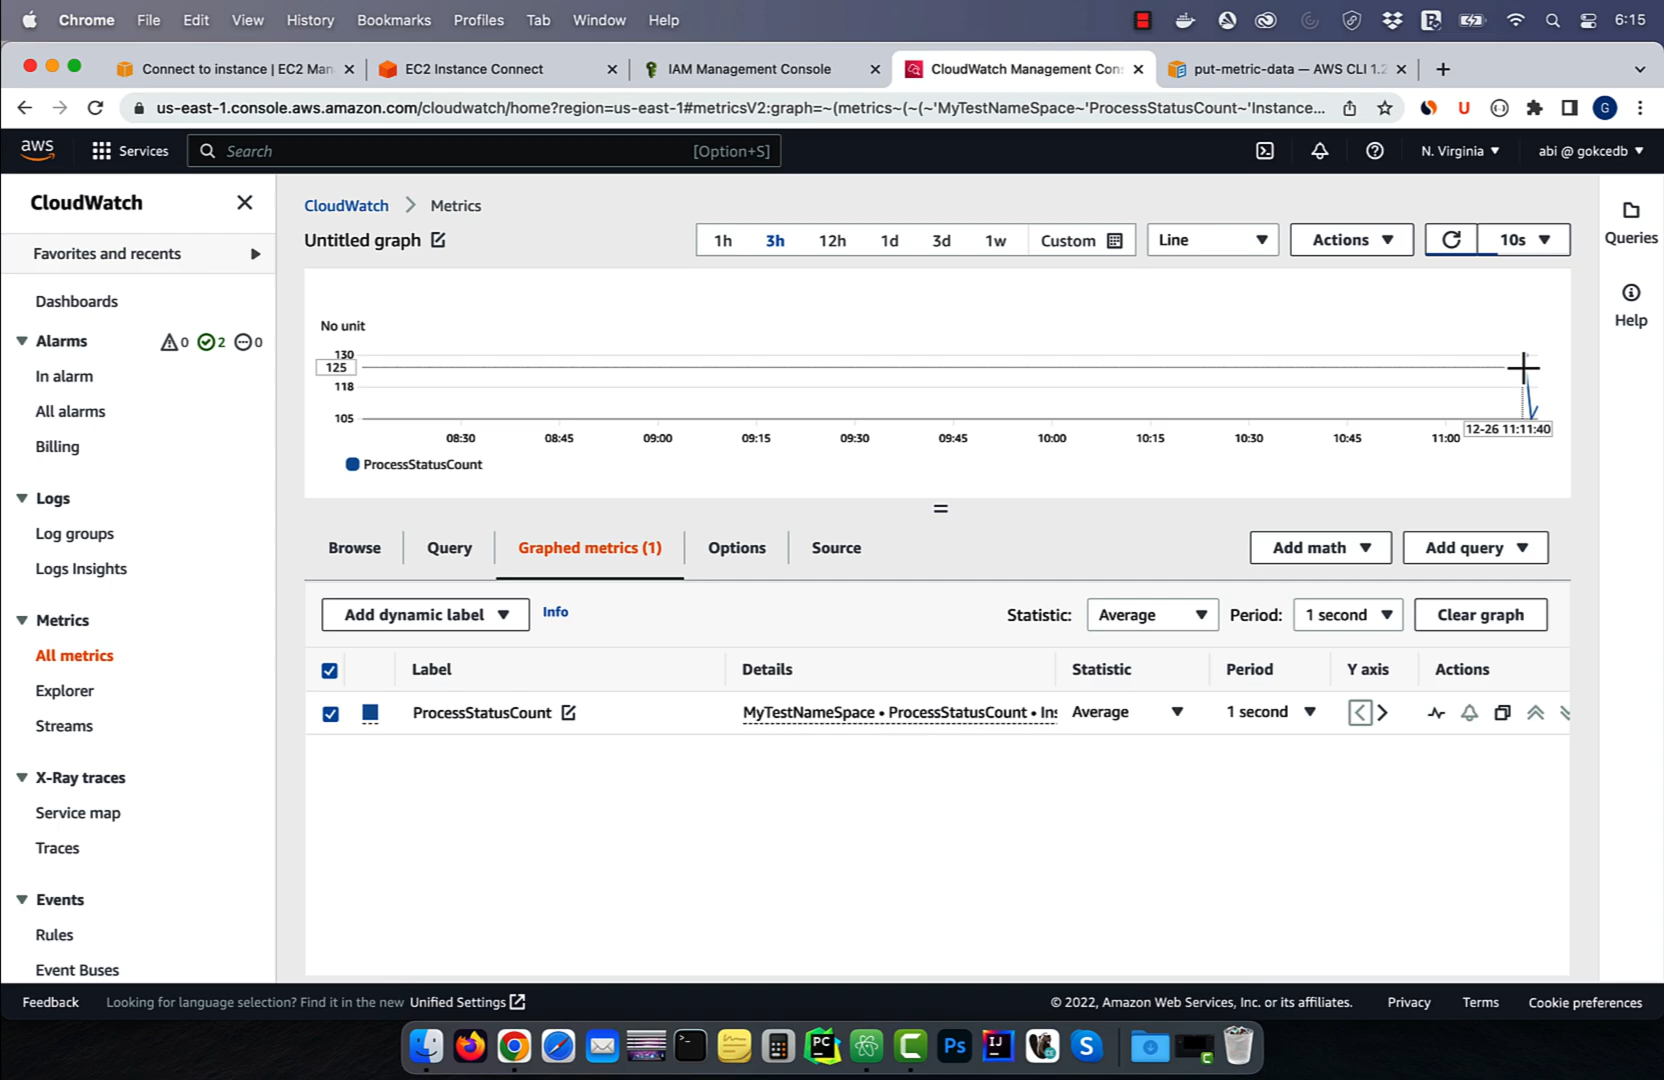 Chrome File Edit View History Bookmarks Profiles Tab Window Help 6:15
Connect to instance | EC2 Man EC2 Instance Connect IAM Management Console CloudWatch Management Con put-metric-data — AWS CLI 1.2
us-east-1.console.aws.amazon.com/cloudwatch/home?region=us-east-1#metricsV2:graph=~(metrics~(~(~'MyTestNameSpace~'ProcessStatusCount~'Instance... U G
aws Services Search [Option+S] N. Virginia abi @ gokcedb
CloudWatch
Favorites and recents
Dashboards
Alarms 0 2 0
In alarm
All alarms
Billing
Logs
Log groups
Logs Insights
Metrics
All metrics
Explorer
Streams
X-Ray traces
Service map
Traces
Events
Rules
Event Buses
CloudWatch Metrics
Untitled graph
1h 3h 12h 1d 3d 1w Custom Line Actions 10s
No unit
130
125
118
105
08:30 08:45 09:00 09:15 09:30 09:45 10:00 10:15 10:30 10:45 11:00 12-26 11:11:40
ProcessStatusCount
Browse Query Graphed metrics (1) Options Source Add math Add query
Add dynamic label Info Statistic: Average Period: 1 second Clear graph
Label Details Statistic Period Y axis Actions
ProcessStatusCount MyTestNameSpace • ProcessStatusCount • Ins Average 1 second
Queries
Help
Feedback Looking for language selection? Find it in the new Unified Settings © 2022, Amazon Web Services, Inc. or its affiliates. Privacy Terms Cookie preferences
PC C Ps IJ S